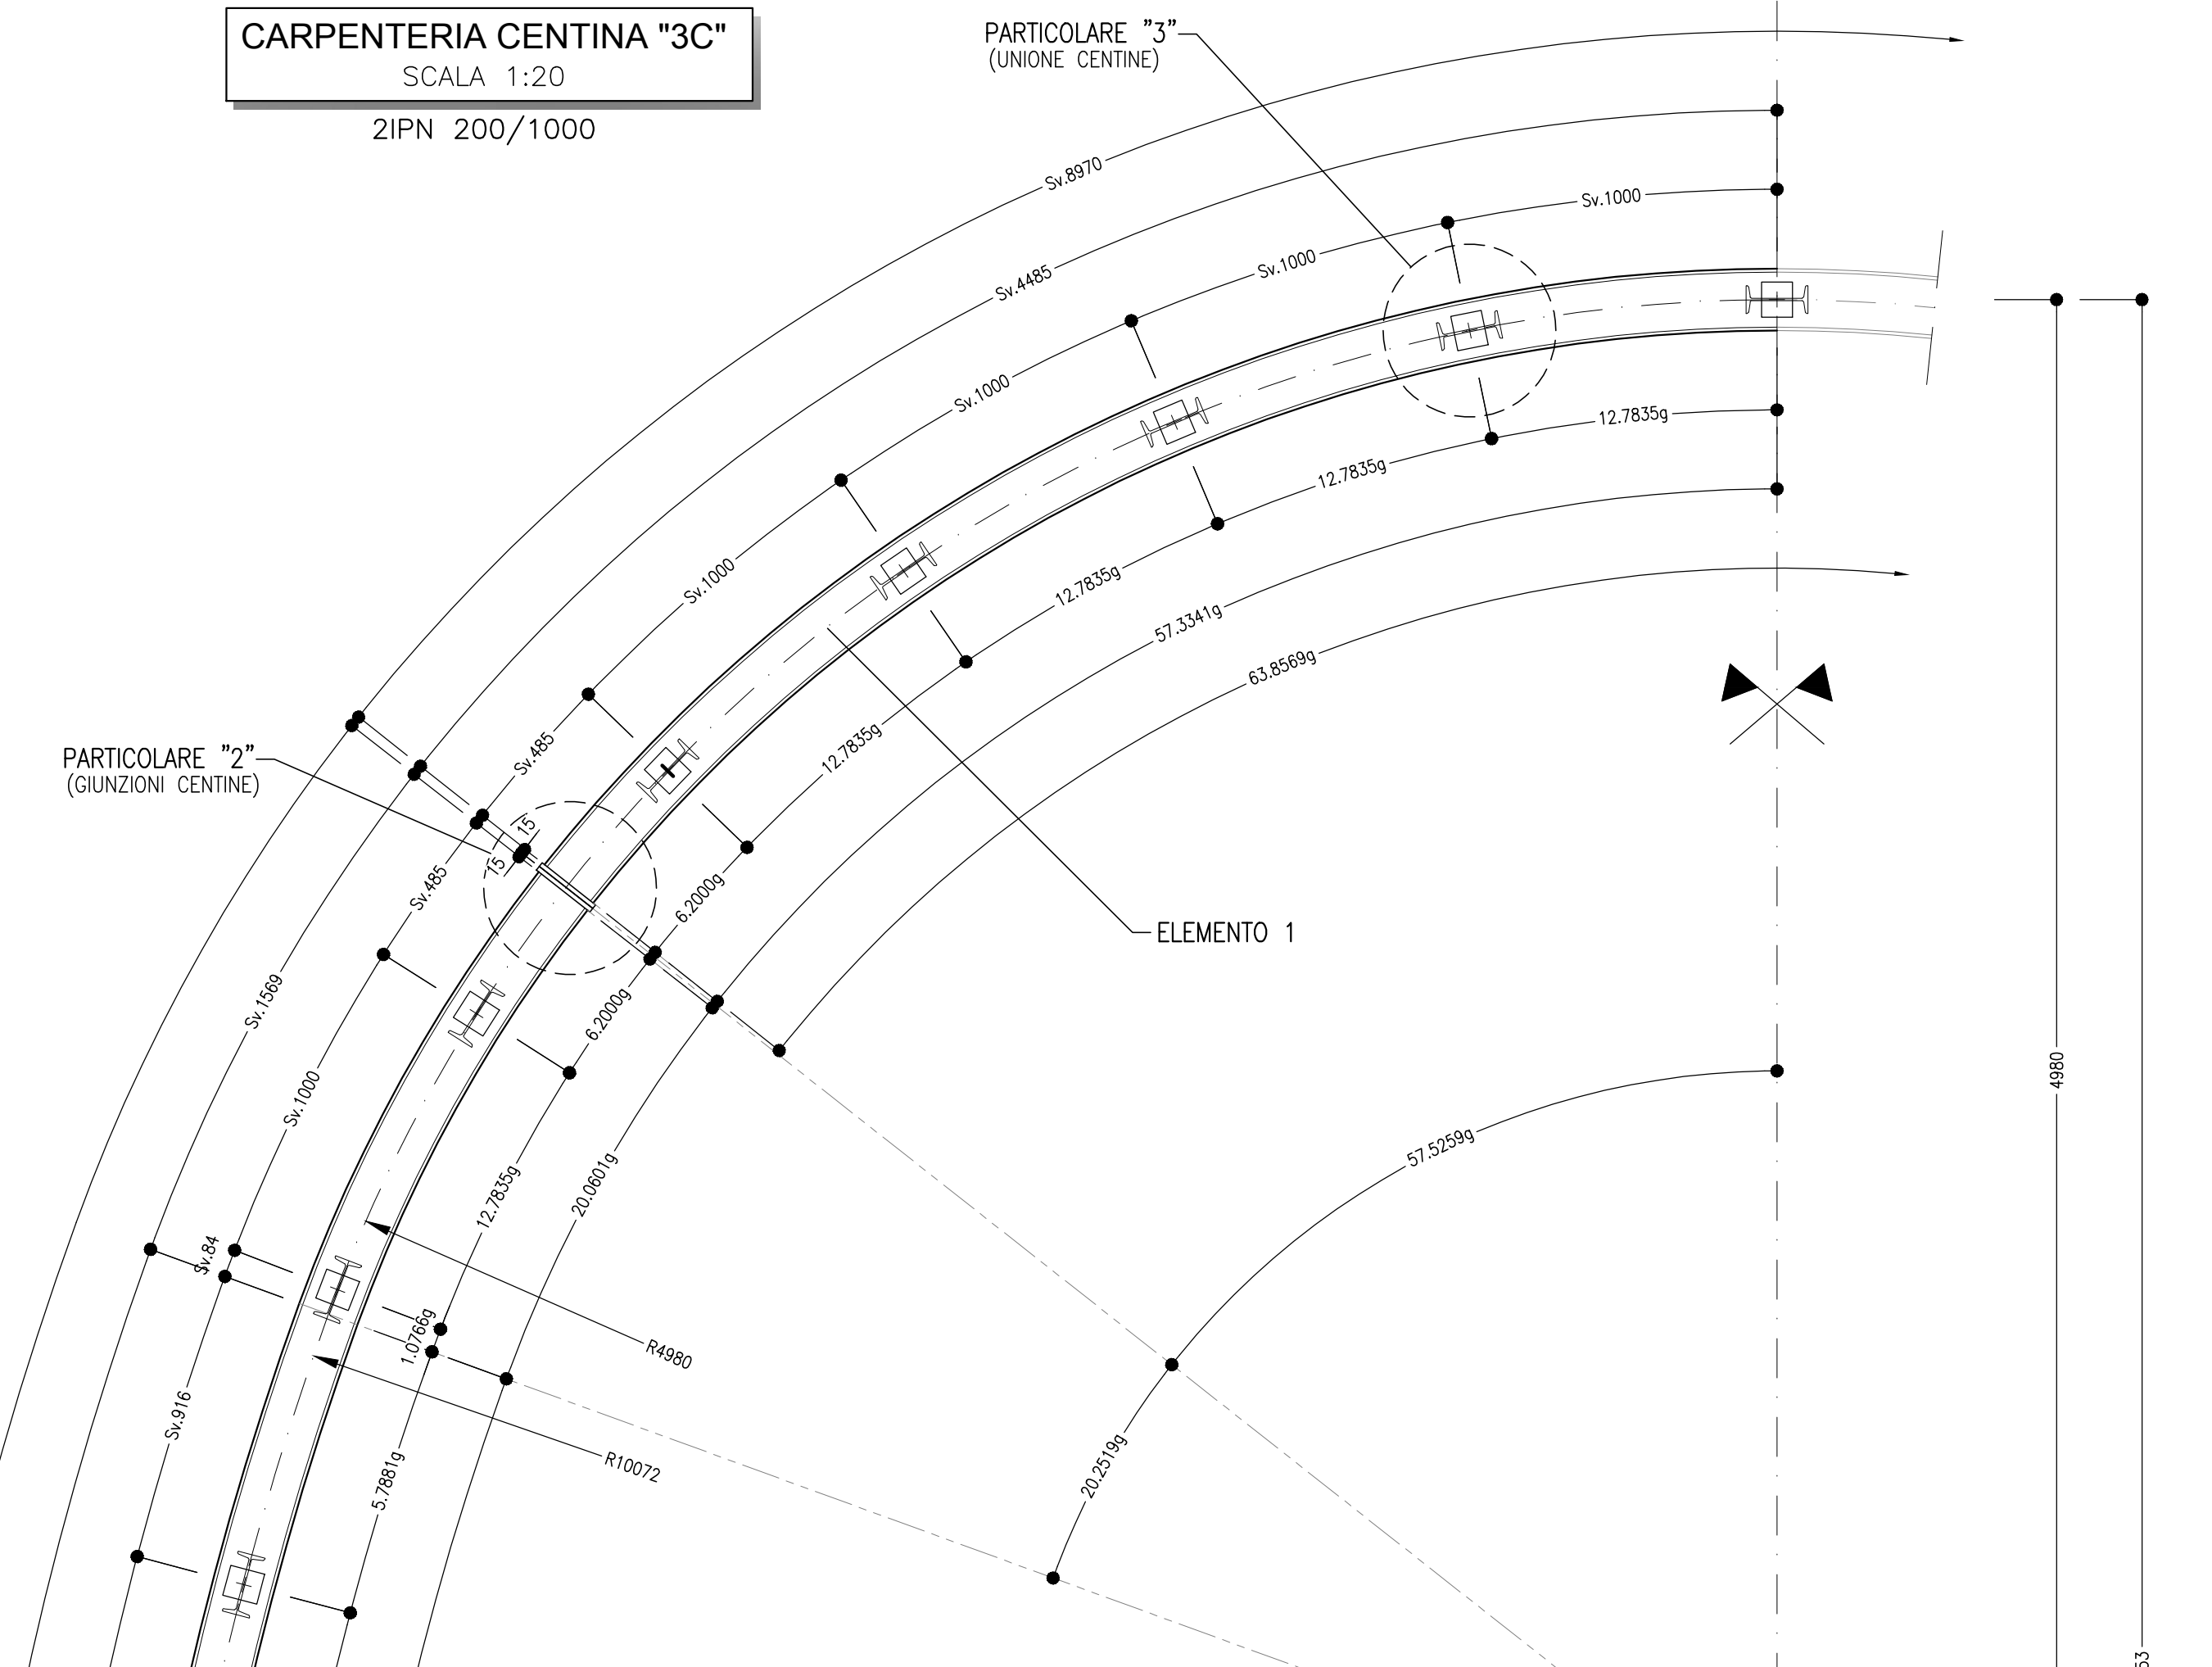 CARPENTERIA CENTINA "3C"
SCALA 1:20
2IPN 200/1000
PARTICOLARE "3"
(UNIONE CENTINE)
Sv.8970
Sv.4485
Sv.1000
Sv.1000
Sv.1000
Sv.1000
Sv.485
15
15
Sv.485
Sv.1569
Sv.1000
Sv.84
Sv.916
12.7835g
12.7835g
12.7835g
12.7835g
57.3341g
63.8569g
6.2000g
6.2000g
PARTICOLARE "2"
(GIUNZIONI CENTINE)
ELEMENTO 1
12.7835g
20.0601g
1.0766g
5.7881g
R4980
R10072
57.5259g
20.2519g
4980